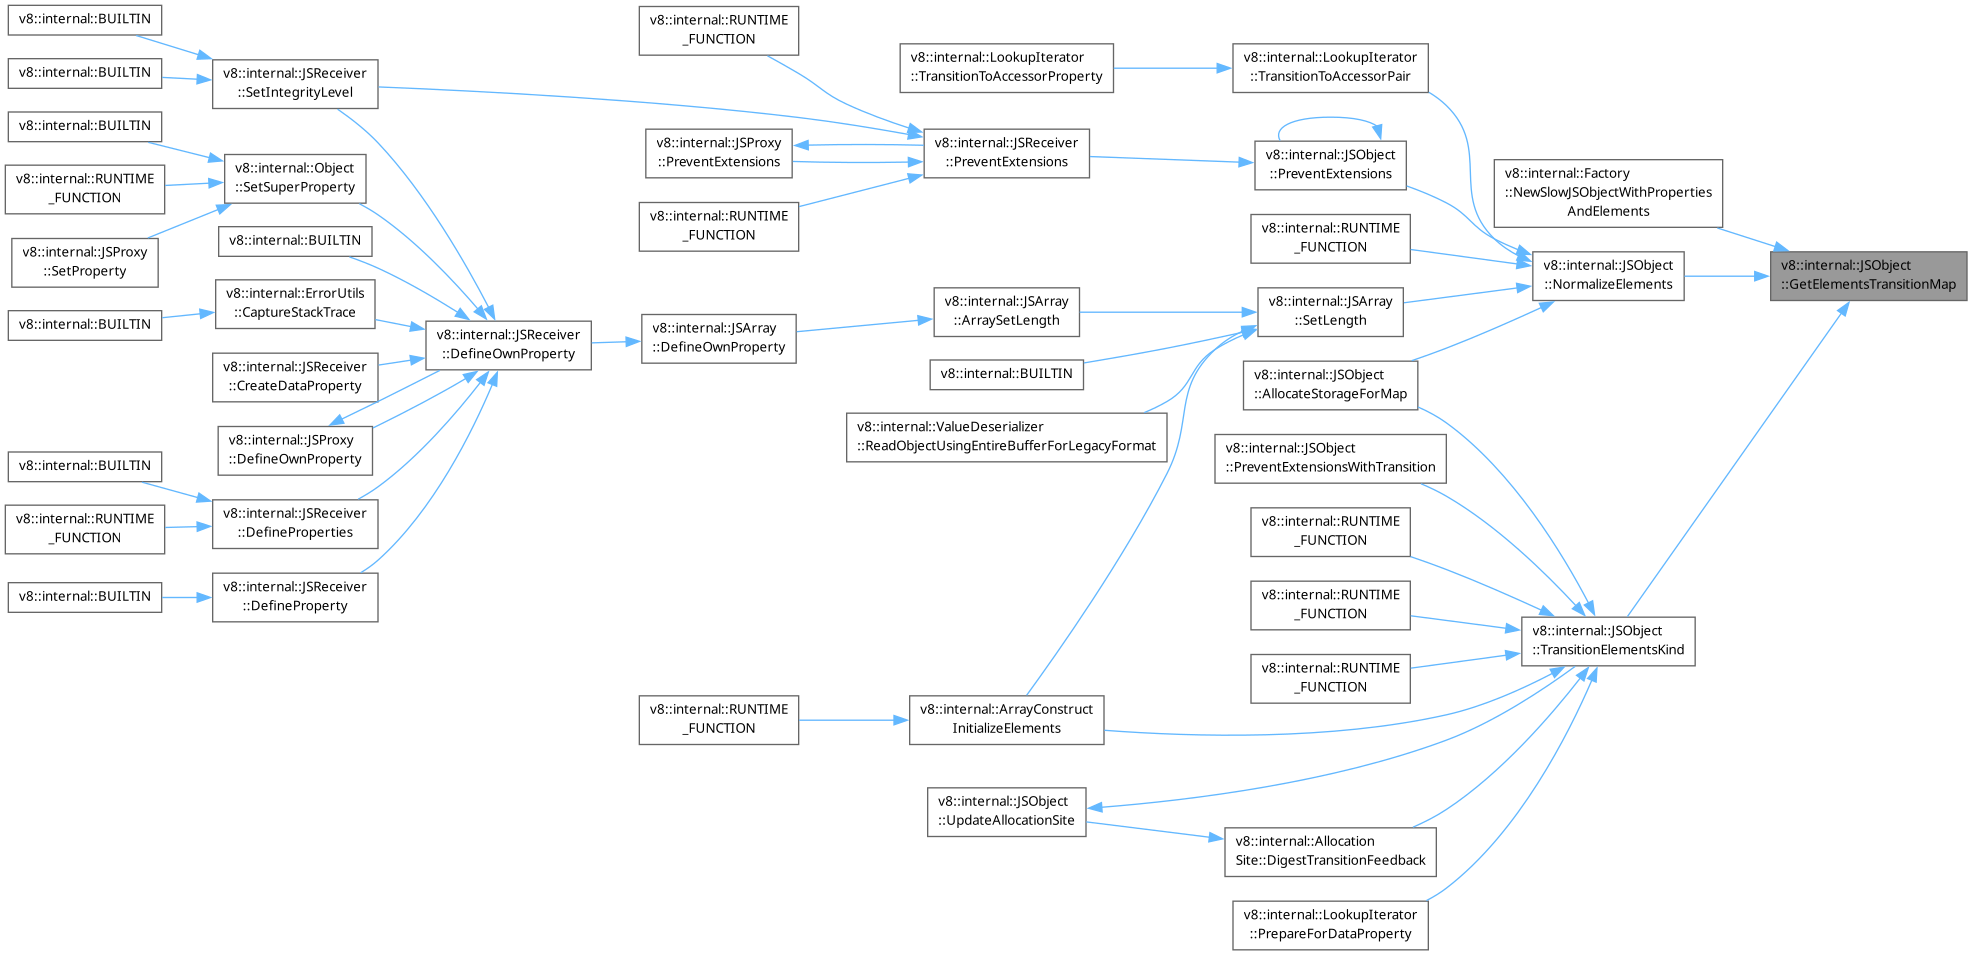 v8::internal::BUILTIN
v8::internal::BUILTIN
v8::internal::BUILTIN
v8::internal::RUNTIME
_FUNCTION
v8::internal::JSProxy
::SetProperty
v8::internal::BUILTIN
v8::internal::BUILTIN
v8::internal::RUNTIME
_FUNCTION
v8::internal::BUILTIN
v8::internal::JSReceiver
::SetIntegrityLevel
v8::internal::Object
::SetSuperProperty
v8::internal::BUILTIN
v8::internal::ErrorUtils
::CaptureStackTrace
v8::internal::JSReceiver
::CreateDataProperty
v8::internal::JSProxy
::DefineOwnProperty
v8::internal::JSReceiver
::DefineProperties
v8::internal::JSReceiver
::DefineProperty
v8::internal::JSReceiver
::DefineOwnProperty
v8::internal::RUNTIME
_FUNCTION
v8::internal::JSProxy
::PreventExtensions
v8::internal::RUNTIME
_FUNCTION
v8::internal::JSArray
::DefineOwnProperty
v8::internal::RUNTIME
_FUNCTION
v8::internal::LookupIterator
::TransitionToAccessorProperty
v8::internal::JSReceiver
::PreventExtensions
v8::internal::JSArray
::ArraySetLength
v8::internal::BUILTIN
v8::internal::ValueDeserializer
::ReadObjectUsingEntireBufferForLegacyFormat
v8::internal::ArrayConstruct
InitializeElements
v8::internal::JSObject
::UpdateAllocationSite
v8::internal::LookupIterator
::TransitionToAccessorPair
v8::internal::JSObject
::PreventExtensions
v8::internal::RUNTIME
_FUNCTION
v8::internal::JSArray
::SetLength
v8::internal::JSObject
::AllocateStorageForMap
v8::internal::JSObject
::PreventExtensionsWithTransition
v8::internal::RUNTIME
_FUNCTION
v8::internal::RUNTIME
_FUNCTION
v8::internal::RUNTIME
_FUNCTION
v8::internal::Allocation
Site::DigestTransitionFeedback
v8::internal::LookupIterator
::PrepareForDataProperty
v8::internal::Factory
::NewSlowJSObjectWithProperties
AndElements
v8::internal::JSObject
::NormalizeElements
v8::internal::JSObject
::TransitionElementsKind
v8::internal::JSObject
::GetElementsTransitionMap